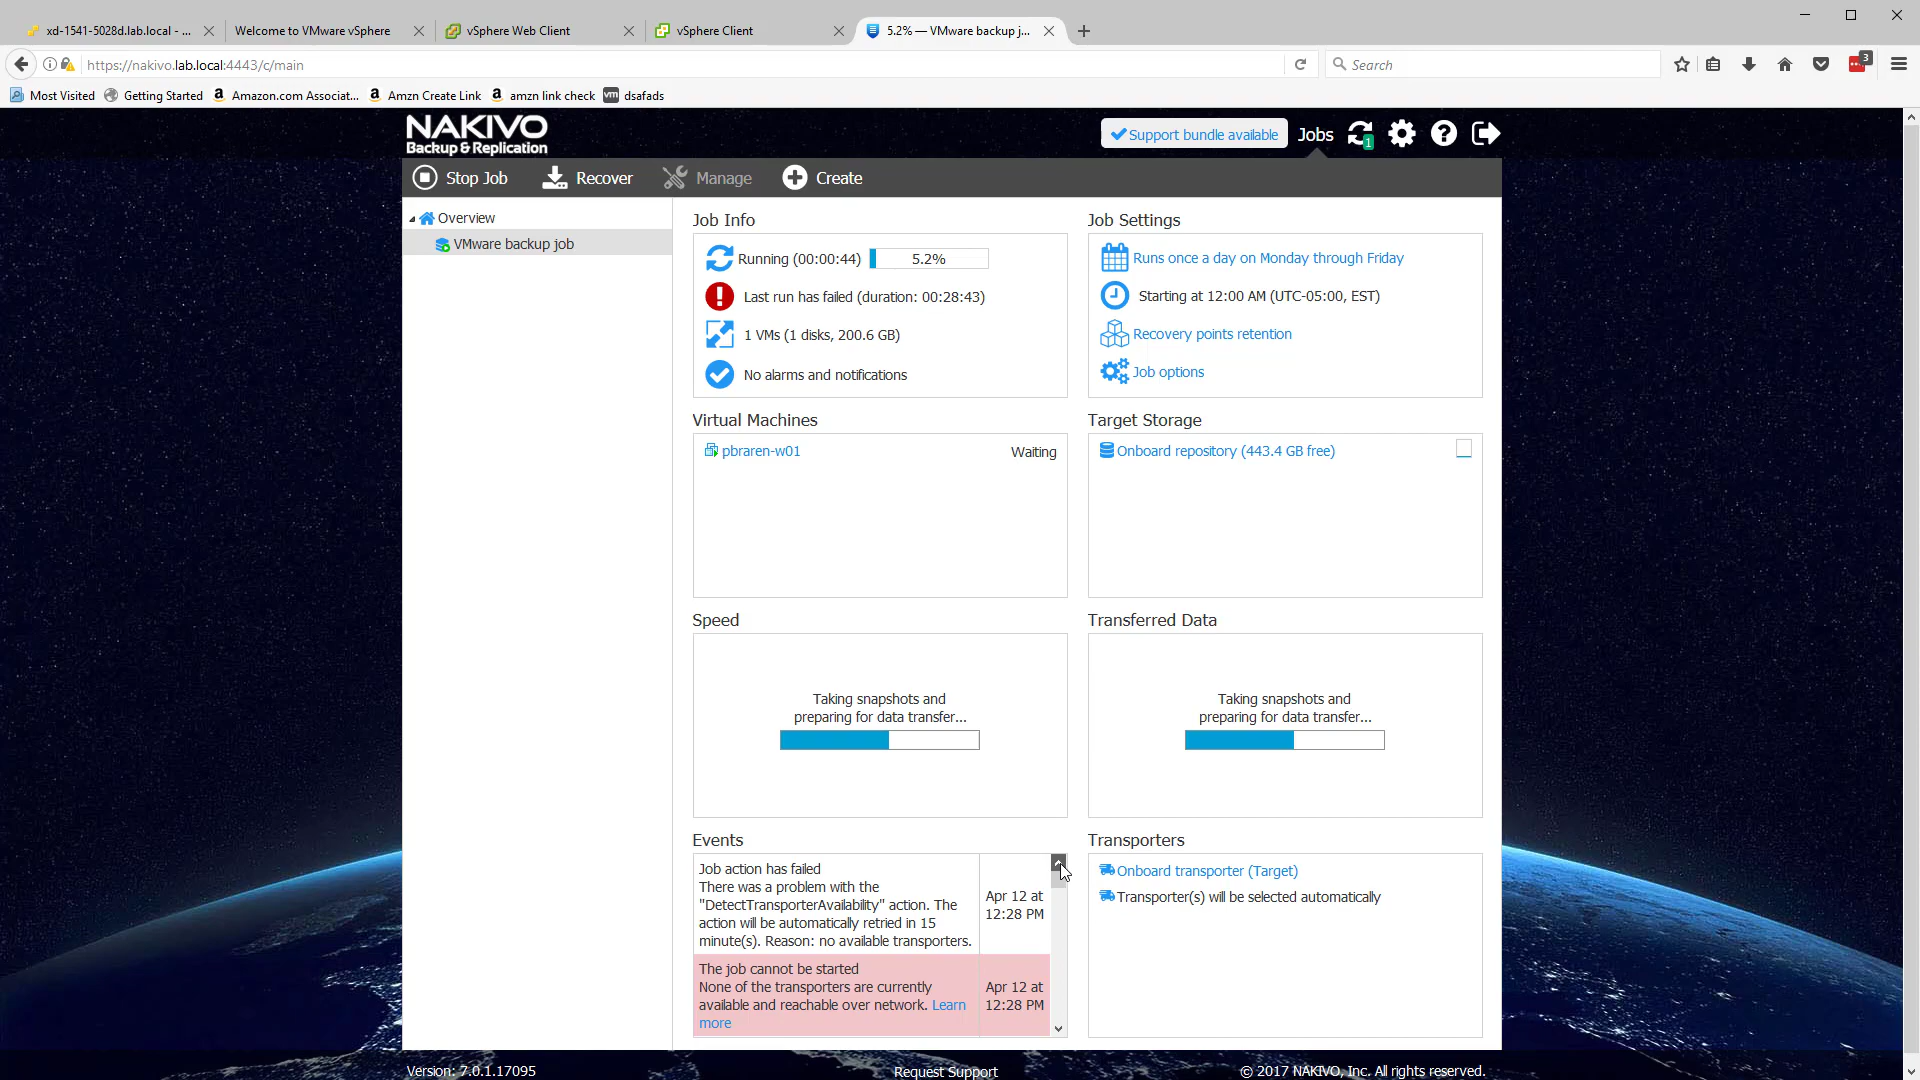 xd-1541-5028d.lab.local - ...
Welcome to VMware vSphere
vSphere Web Client
vSphere Client
5.2% — VMware backup j...
https://nakivo.lab.local:4443/c/main
Search
3
Most Visited
Getting Started
Amazon.com Associat...
Amzn Create Link
amzn link check
vm
dsafads
NAKIVO
Backup & Replication
Support bundle available
Jobs
1
Stop Job
Recover
Manage
Create
Overview
VMware backup job
Job Info
Running (00:00:44)
5.2%
Last run has failed (duration: 00:28:43)
1 VMs (1 disks, 200.6 GB)
No alarms and notifications
Job Settings
Runs once a day on Monday through Friday
Starting at 12:00 AM (UTC-05:00, EST)
Recovery points retention
Job options
Virtual Machines
pbraren-w01
Waiting
Target Storage
Onboard repository (443.4 GB free)
Speed
Taking snapshots and
preparing for data transfer...
Transferred Data
Taking snapshots and
preparing for data transfer...
Events
Job action has failed
There was a problem with the
"DetectTransporterAvailability" action. The
action will be automatically retried in 15
minute(s). Reason: no available transporters.
Apr 12 at
12:28 PM
The job cannot be started
None of the transporters are currently
available and reachable over network. Learn
more
Apr 12 at
12:28 PM
Transporters
Onboard transporter (Target)
Transporter(s) will be selected automatically
Version: 7.0.1.17095
Request Support
© 2017 NAKIVO, Inc. All rights reserved.